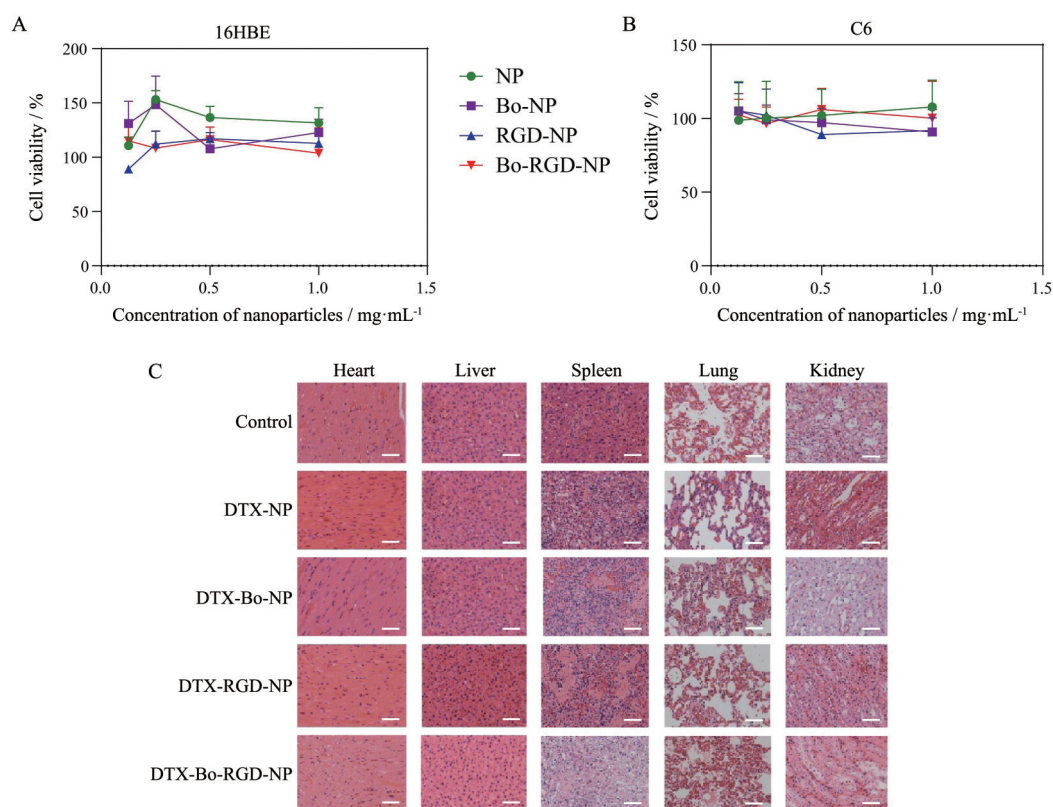 A
16HBE
200
150
100
50
0
0.0
0.5
1.0
1.5
Cell viability / %
Concentration of nanoparticles / mg·mL⁻¹
NP
Bo-NP
RGD-NP
Bo-RGD-NP
B
C6
150
100
50
0
0.0
0.5
1.0
1.5
Cell viability / %
Concentration of nanoparticles / mg·mL⁻¹
C
Heart Liver Spleen Lung Kidney
Control
DTX-NP
DTX-Bo-NP
DTX-RGD-NP
DTX-Bo-RGD-NP